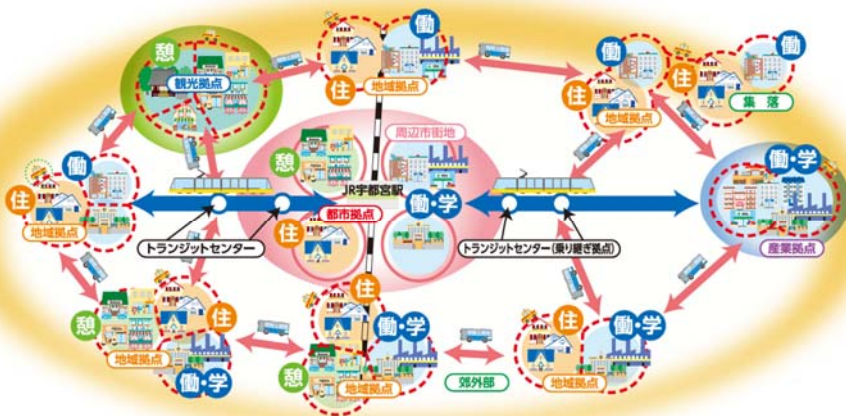 憩
観光拠点
住
働
地域拠点
働
住
地域拠点
働
住
集落
働
住
地域拠点
周辺市街地
憩
JR宇都宮駅
都市拠点
住
働・学
トランジットセンター
トランジットセンター(乗り継ぎ拠点)
働・学
産業拠点
憩
住
地域拠点
働・学
住
憩
地域拠点
働・学
郊外部
住
地域拠点
働・学